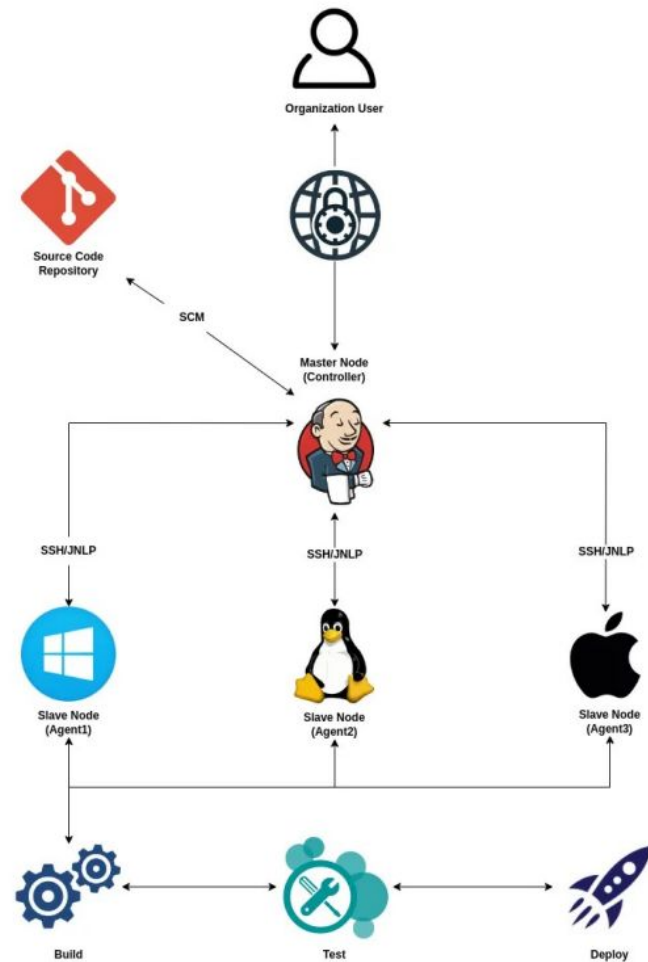 Organization User
Source Code
Repository
SCM
Master Node
(Controller)
SSH/JNLP
SSH/JNLP
SSH/JNLP
Slave Node
(Agent1)
Slave Node
(Agent2)
Slave Node
(Agent3)
Build
Test
Deploy